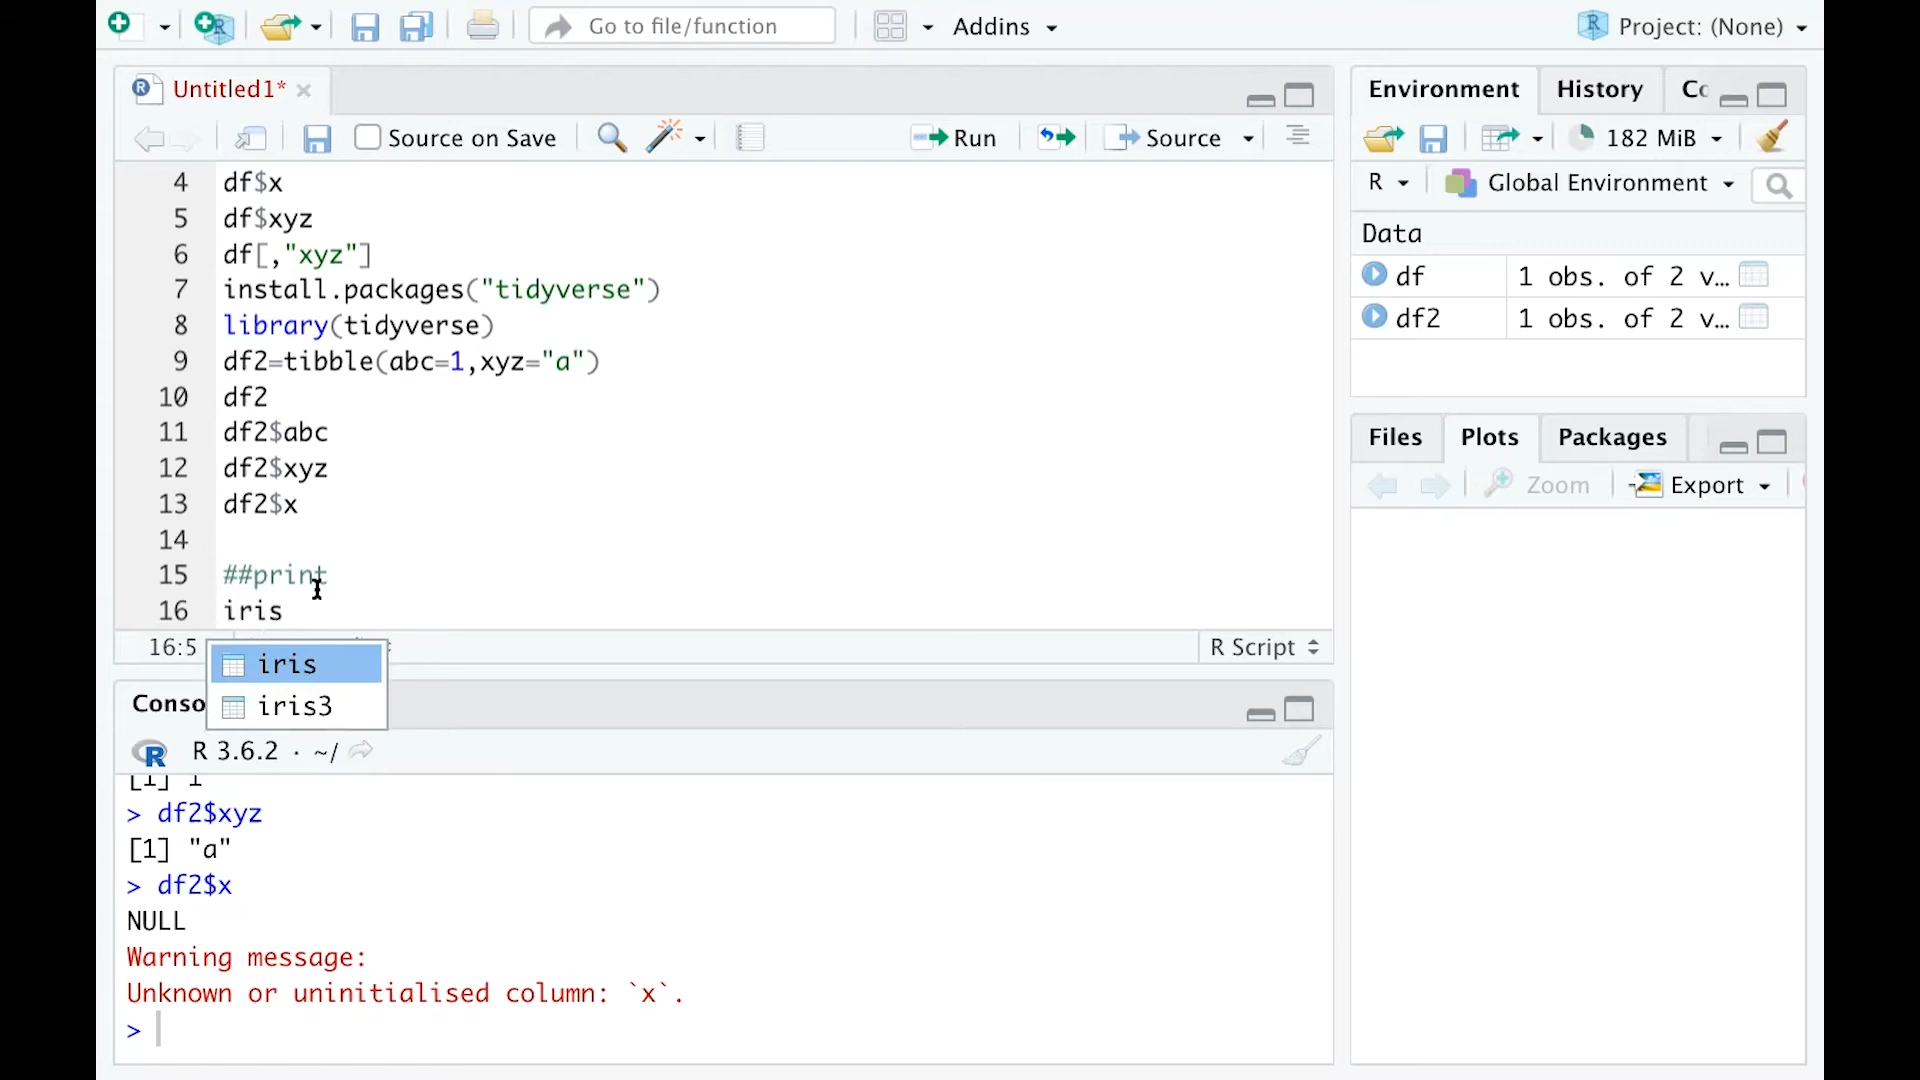 Go to file/function
Addins
Project: (None)
Untitled1*
Source on Save
Run
Source
4 df$x
5 df$xyz
6 df[,"xyz"]
7 install.packages("tidyverse")
8 library(tidyverse)
9 df2=tibble(abc=1,xyz="a")
10 df2
11 df2$abc
12 df2$xyz
13 df2$x
14
15 ##print
16 iris
16:5
R Script
iris
iris3
Conso
R 3.6.2 · ~/
[1] 1
> df2$xyz
[1] "a"
> df2$x
NULL
Warning message:
Unknown or uninitialised column: `x`.
>
Environment
History
Co
182 MiB
R
Global Environment
Data
df 1 obs. of 2 v…
df2 1 obs. of 2 v…
Files
Plots
Packages
Zoom
Export